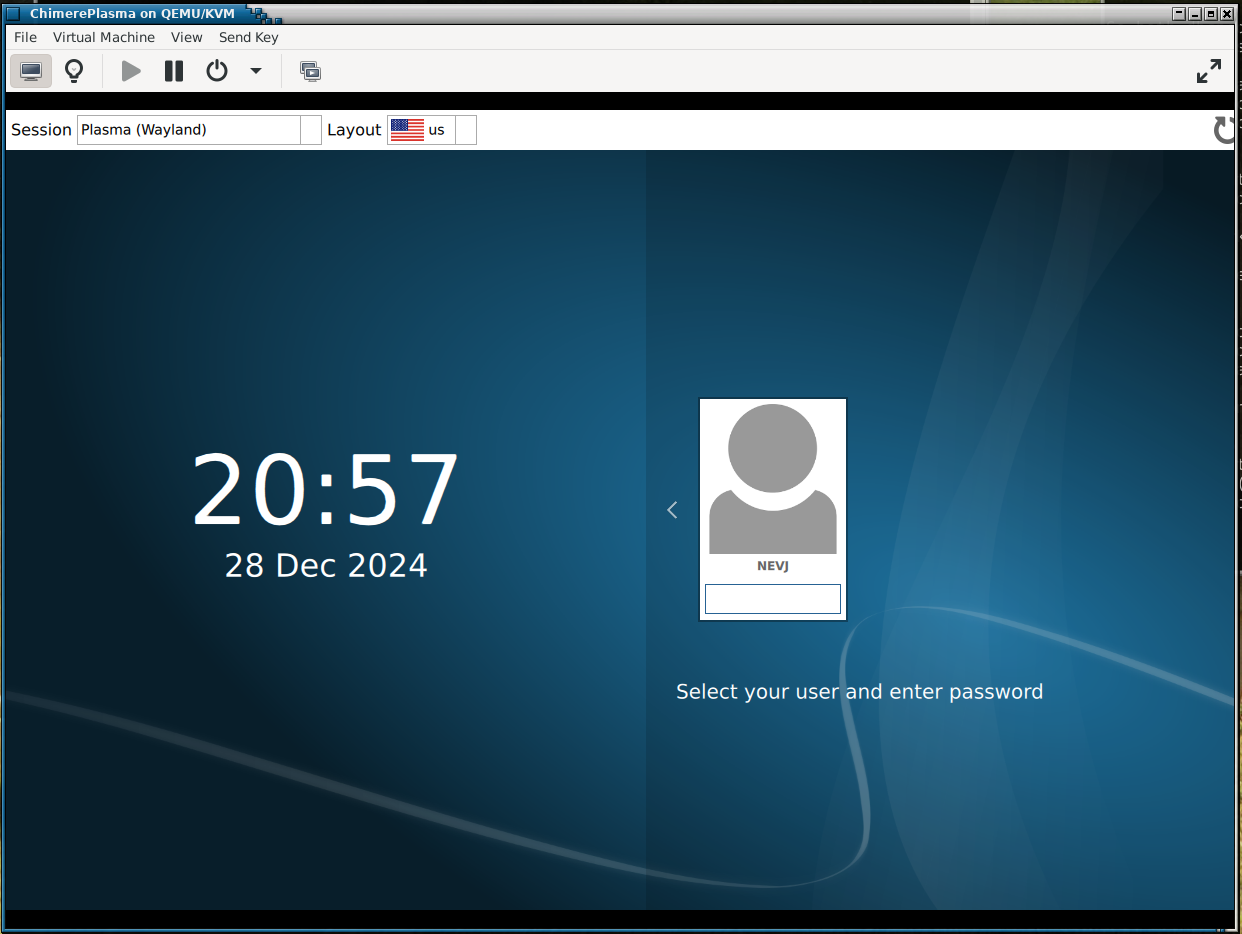 ChimerePlasma on QEMU/KVM
File Virtual Machine View Send Key
Session Plasma (Wayland) Layout us
20:57
28 Dec 2024
NEVJ
Select your user and enter password